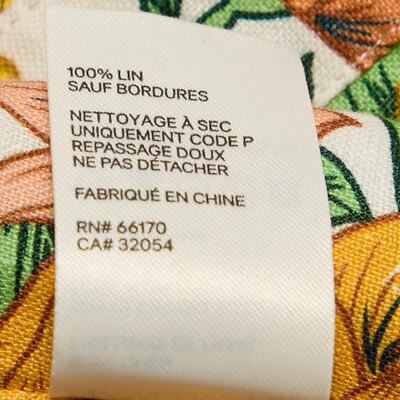 100% LIN
SAUF BORDURES
NETTOYAGE À SEC
UNIQUEMENT CODE P
REPASSAGE DOUX
NE PAS DÉTACHER
FABRIQUÉ EN CHINE
RN# 66170
CA# 32054